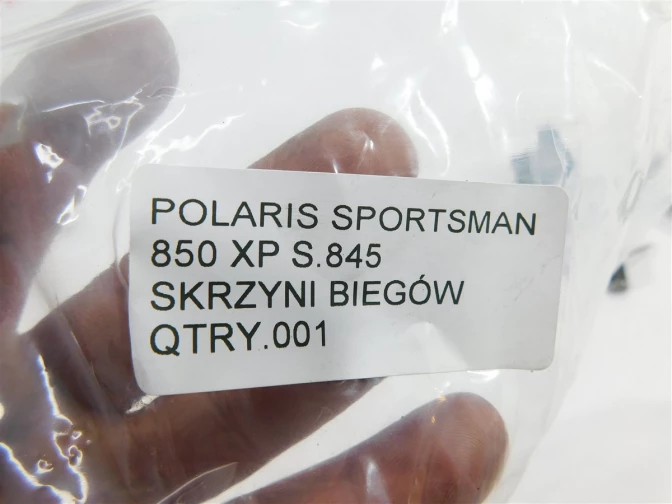 POLARIS SPORTSMAN
850 XP S.845
SKRZYNI BIEGÓW
QTRY.001